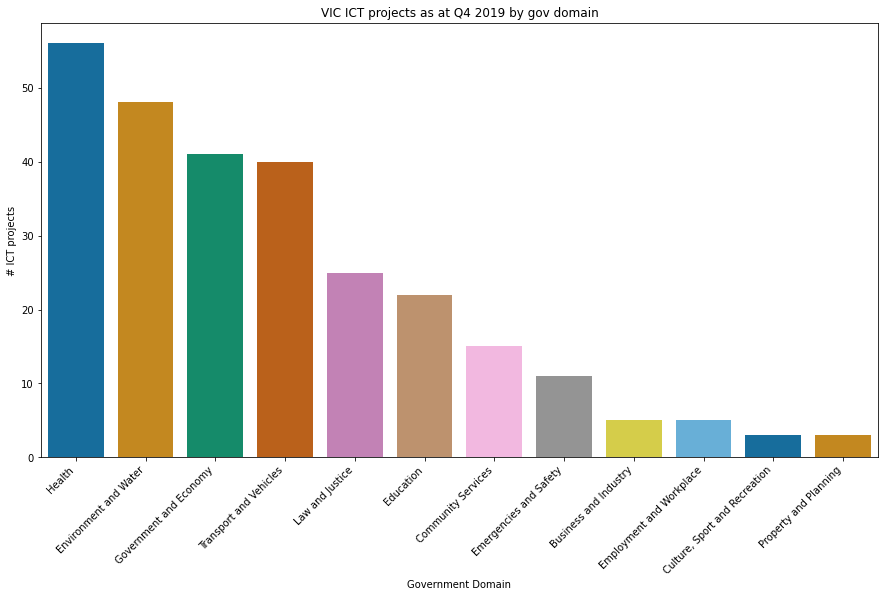 VIC ICT projects as at Q4 2019 by gov domain
# ICT projects
50
40
30
20
10
0
Health
Environment and Water
Government and Economy
Transport and Vehicles
Law and Justice
Education
Community Services
Emergencies and Safety
Business and Industry
Employment and Workplace
Culture, Sport and Recreation
Property and Planning
Government Domain